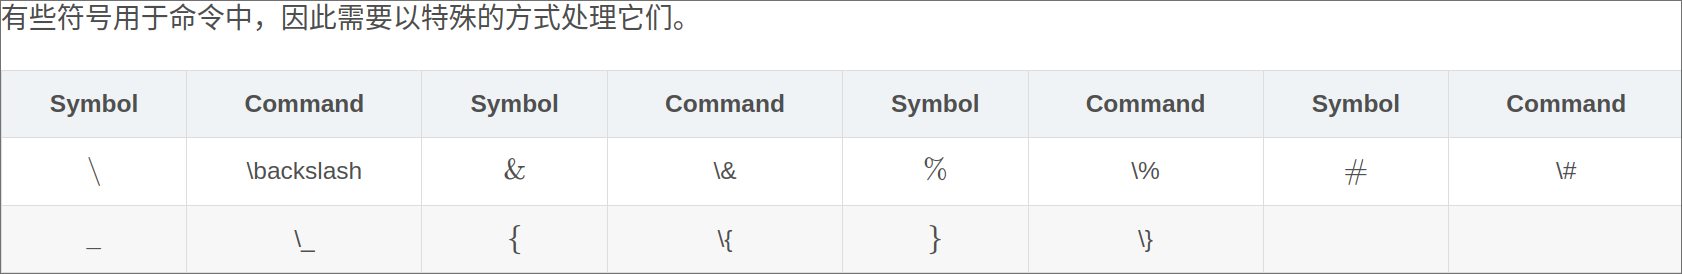 有些符号用于命令中，因此需要以特殊的方式处理它们。
Symbol Command Symbol Command Symbol Command Symbol Command
\ \backslash & \& % \% # \#
_ \_ { \{ } \}